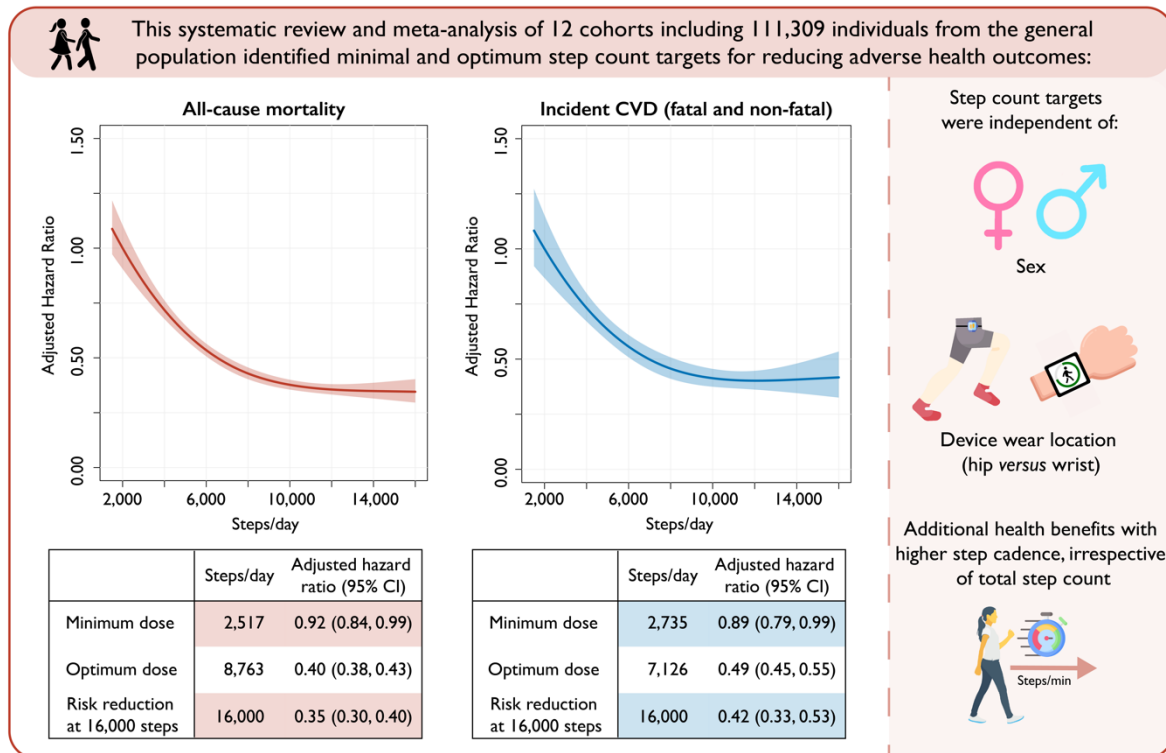 This systematic review and meta-analysis of 12 cohorts including 111,309 individuals from the general
population identified minimal and optimum step count targets for reducing adverse health outcomes:
All-cause mortality
1.50
1.00
0.50
0.00
Adjusted Hazard Ratio
2,000 6,000 10,000 14,000
Steps/day
Steps/day Adjusted hazard
ratio (95% CI)
Minimum dose 2,517 0.92 (0.84, 0.99)
Optimum dose 8,763 0.40 (0.38, 0.43)
Risk reduction
at 16,000 steps 16,000 0.35 (0.30, 0.40)
Incident CVD (fatal and non-fatal)
1.50
1.00
0.50
0.00
Adjusted Hazard Ratio
2,000 6,000 10,000 14,000
Steps/day
Steps/day Adjusted hazard
ratio (95% CI)
Minimum dose 2,735 0.89 (0.79, 0.99)
Optimum dose 7,126 0.49 (0.45, 0.55)
Risk reduction
at 16,000 steps 16,000 0.42 (0.33, 0.53)
Step count targets
were independent of:
Sex
Device wear location
(hip versus wrist)
Additional health benefits with
higher step cadence, irrespective
of total step count
Steps/min